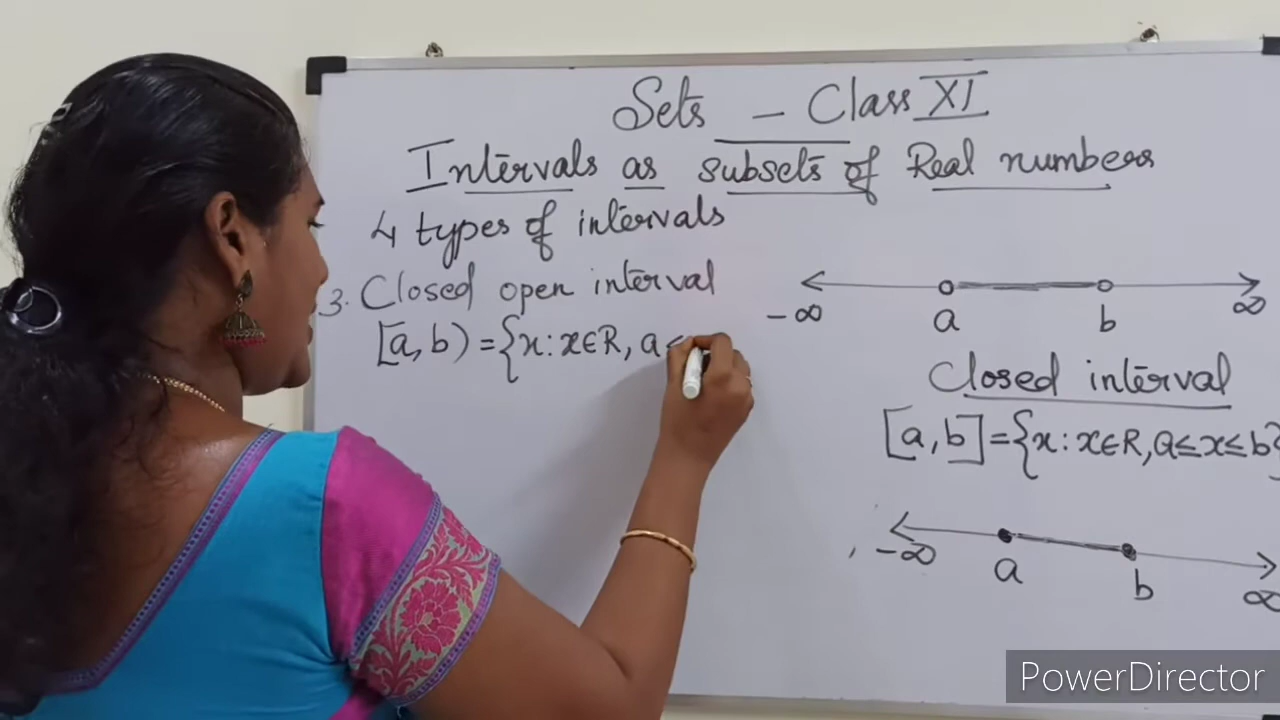 Sets – Class XI
Intervals as subsets of Real numbers
4 types of intervals
3. Closed open interval
[a, b) = {x : x∈R, a<
-∞ a b ∞
Closed interval
[a, b] = {x : x∈R, a≤x≤b}
-∞ a b ∞
PowerDirector